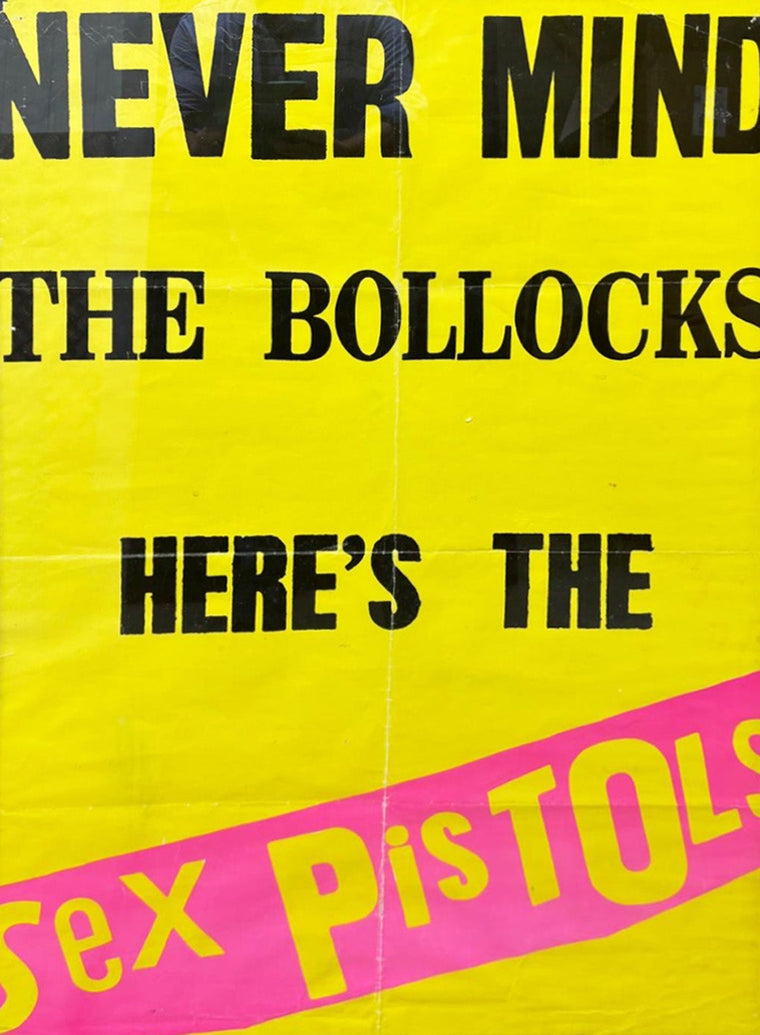 NEVER MIND
THE BOLLOCKS
HERE'S THE
Sex PisTOLs